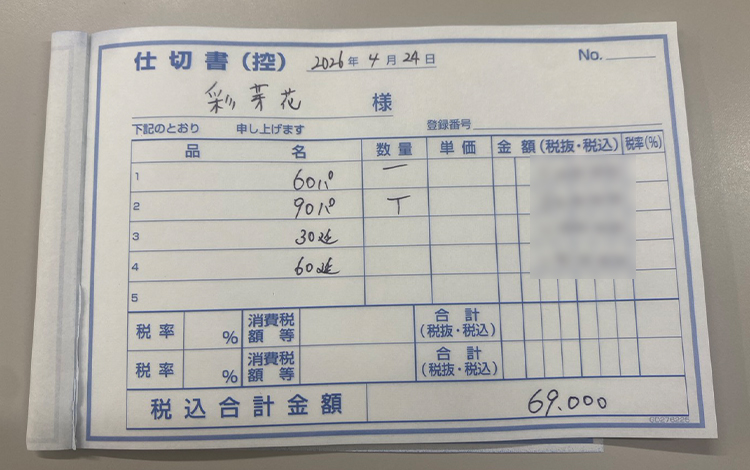 仕切書(控) 2026年 4月 24日 No.
彩芽花 様
下記のとおり 申し上げます 登録番号
品名 数量 単価 金額(税抜・税込) 税率(%)
1 60パ 一
2 90パ T
3 30延
4 60延
5
税率 % 消費税額等 合計(税抜・税込)
税率 % 消費税額等 合計(税抜・税込)
税込合計金額 69.000